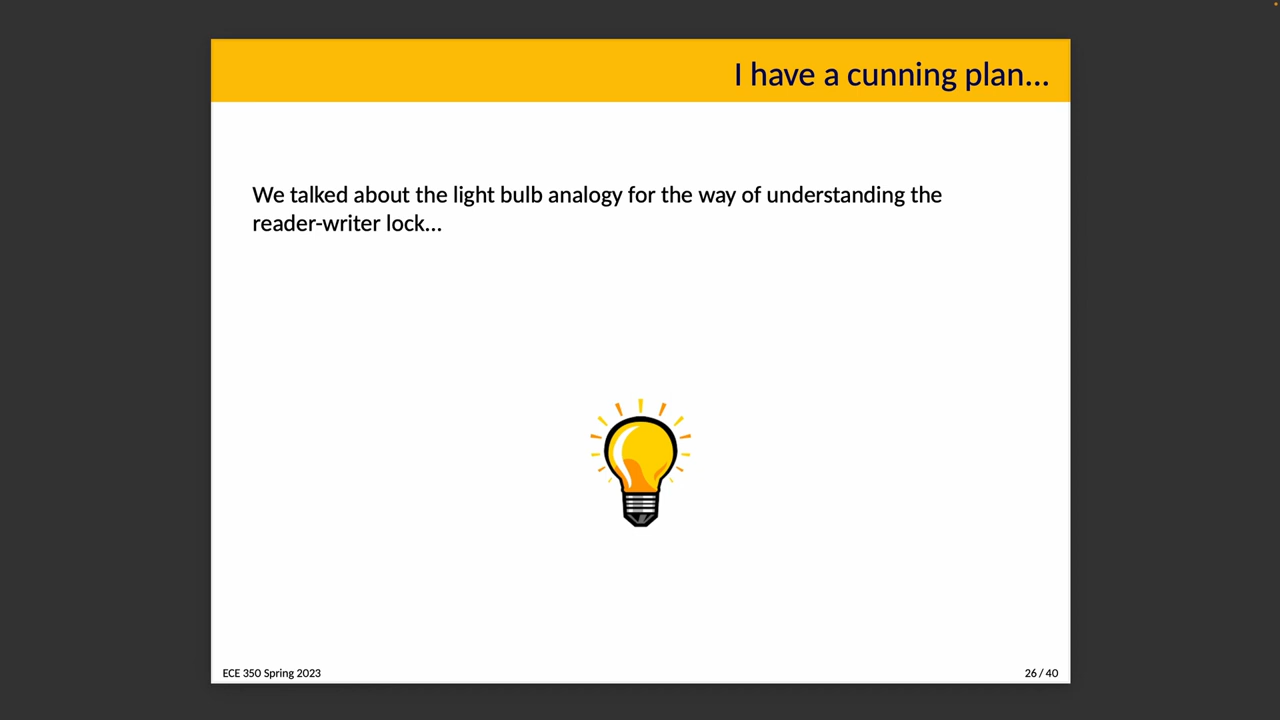 I have a cunning plan...
We talked about the light bulb analogy for the way of understanding the
reader-writer lock...
ECE 350 Spring 2023
26 / 40